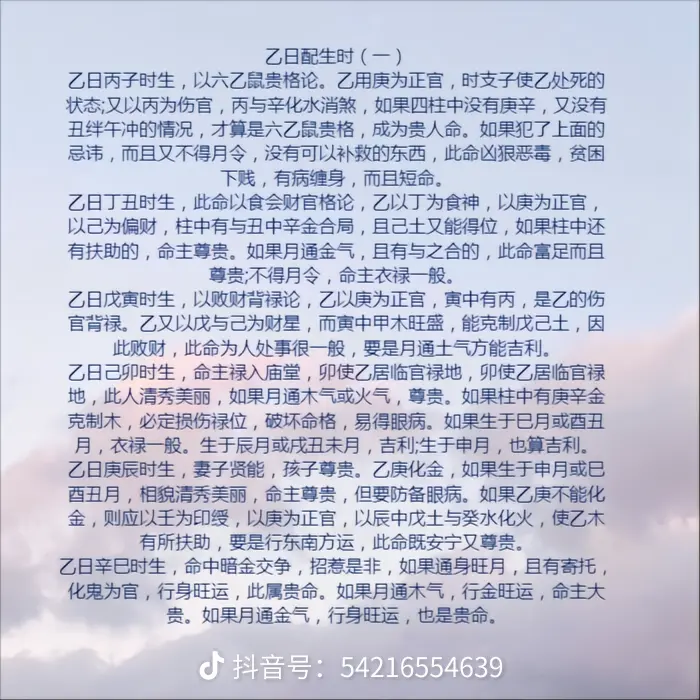 乙日配生时（一）
乙日丙子时生，以六乙鼠贵格论。乙用庚为正官，时支子使乙处死的
状态;又以丙为伤官，丙与辛化水消煞，如果四柱中没有庚辛，又没有
丑绊午冲的情况，才算是六乙鼠贵格，成为贵人命。如果犯了上面的
忌讳，而且又不得月令，没有可以补救的东西，此命凶狠恶毒，贫困
下贱，有病缠身，而且短命。
乙日丁丑时生，此命以食会财官格论，乙以丁为食神，以庚为正官，
以己为偏财，柱中有与丑中辛金合局，且己土又能得位，如果柱中还
有扶助的，命主尊贵。如果月通金气，且有与之合的，此命富足而且
尊贵;不得月令，命主衣禄一般。
乙日戊寅时生，以败财背禄论，乙以庚为正官，寅中有丙，是乙的伤
官背禄。乙又以戊与己为财星，而寅中甲木旺盛，能克制戊己土，因
此败财，此命为人处事很一般，要是月通土气方能吉利。
乙日己卯时生，命主禄入庙堂，卯使乙居临官禄地，卯使乙居临官禄
地，此人清秀美丽，如果月通木气或火气，尊贵。如果柱中有庚辛金
克制木，必定损伤禄位，破坏命格，易得眼病。如果生于巳月或酉丑
月，衣禄一般。生于辰月或戌丑未月，吉利;生于申月，也算吉利。
乙日庚辰时生，妻子贤能，孩子尊贵。乙庚化金，如果生于申月或巳
酉丑月，相貌清秀美丽，命主尊贵，但要防备眼病。如果乙庚不能化
金，则应以壬为印绶，以庚为正官，以辰中戊土与癸水化火，使乙木
有所扶助，要是行东南方运，此命既安宁又尊贵。
乙日辛巳时生，命中暗金交争，招惹是非，如果通身旺月，且有寄托，
化鬼为官，行身旺运，此属贵命。如果月通木气，行金旺运，命主大
贵。如果月通金气，行身旺运，也是贵命。
抖音号：54216554639